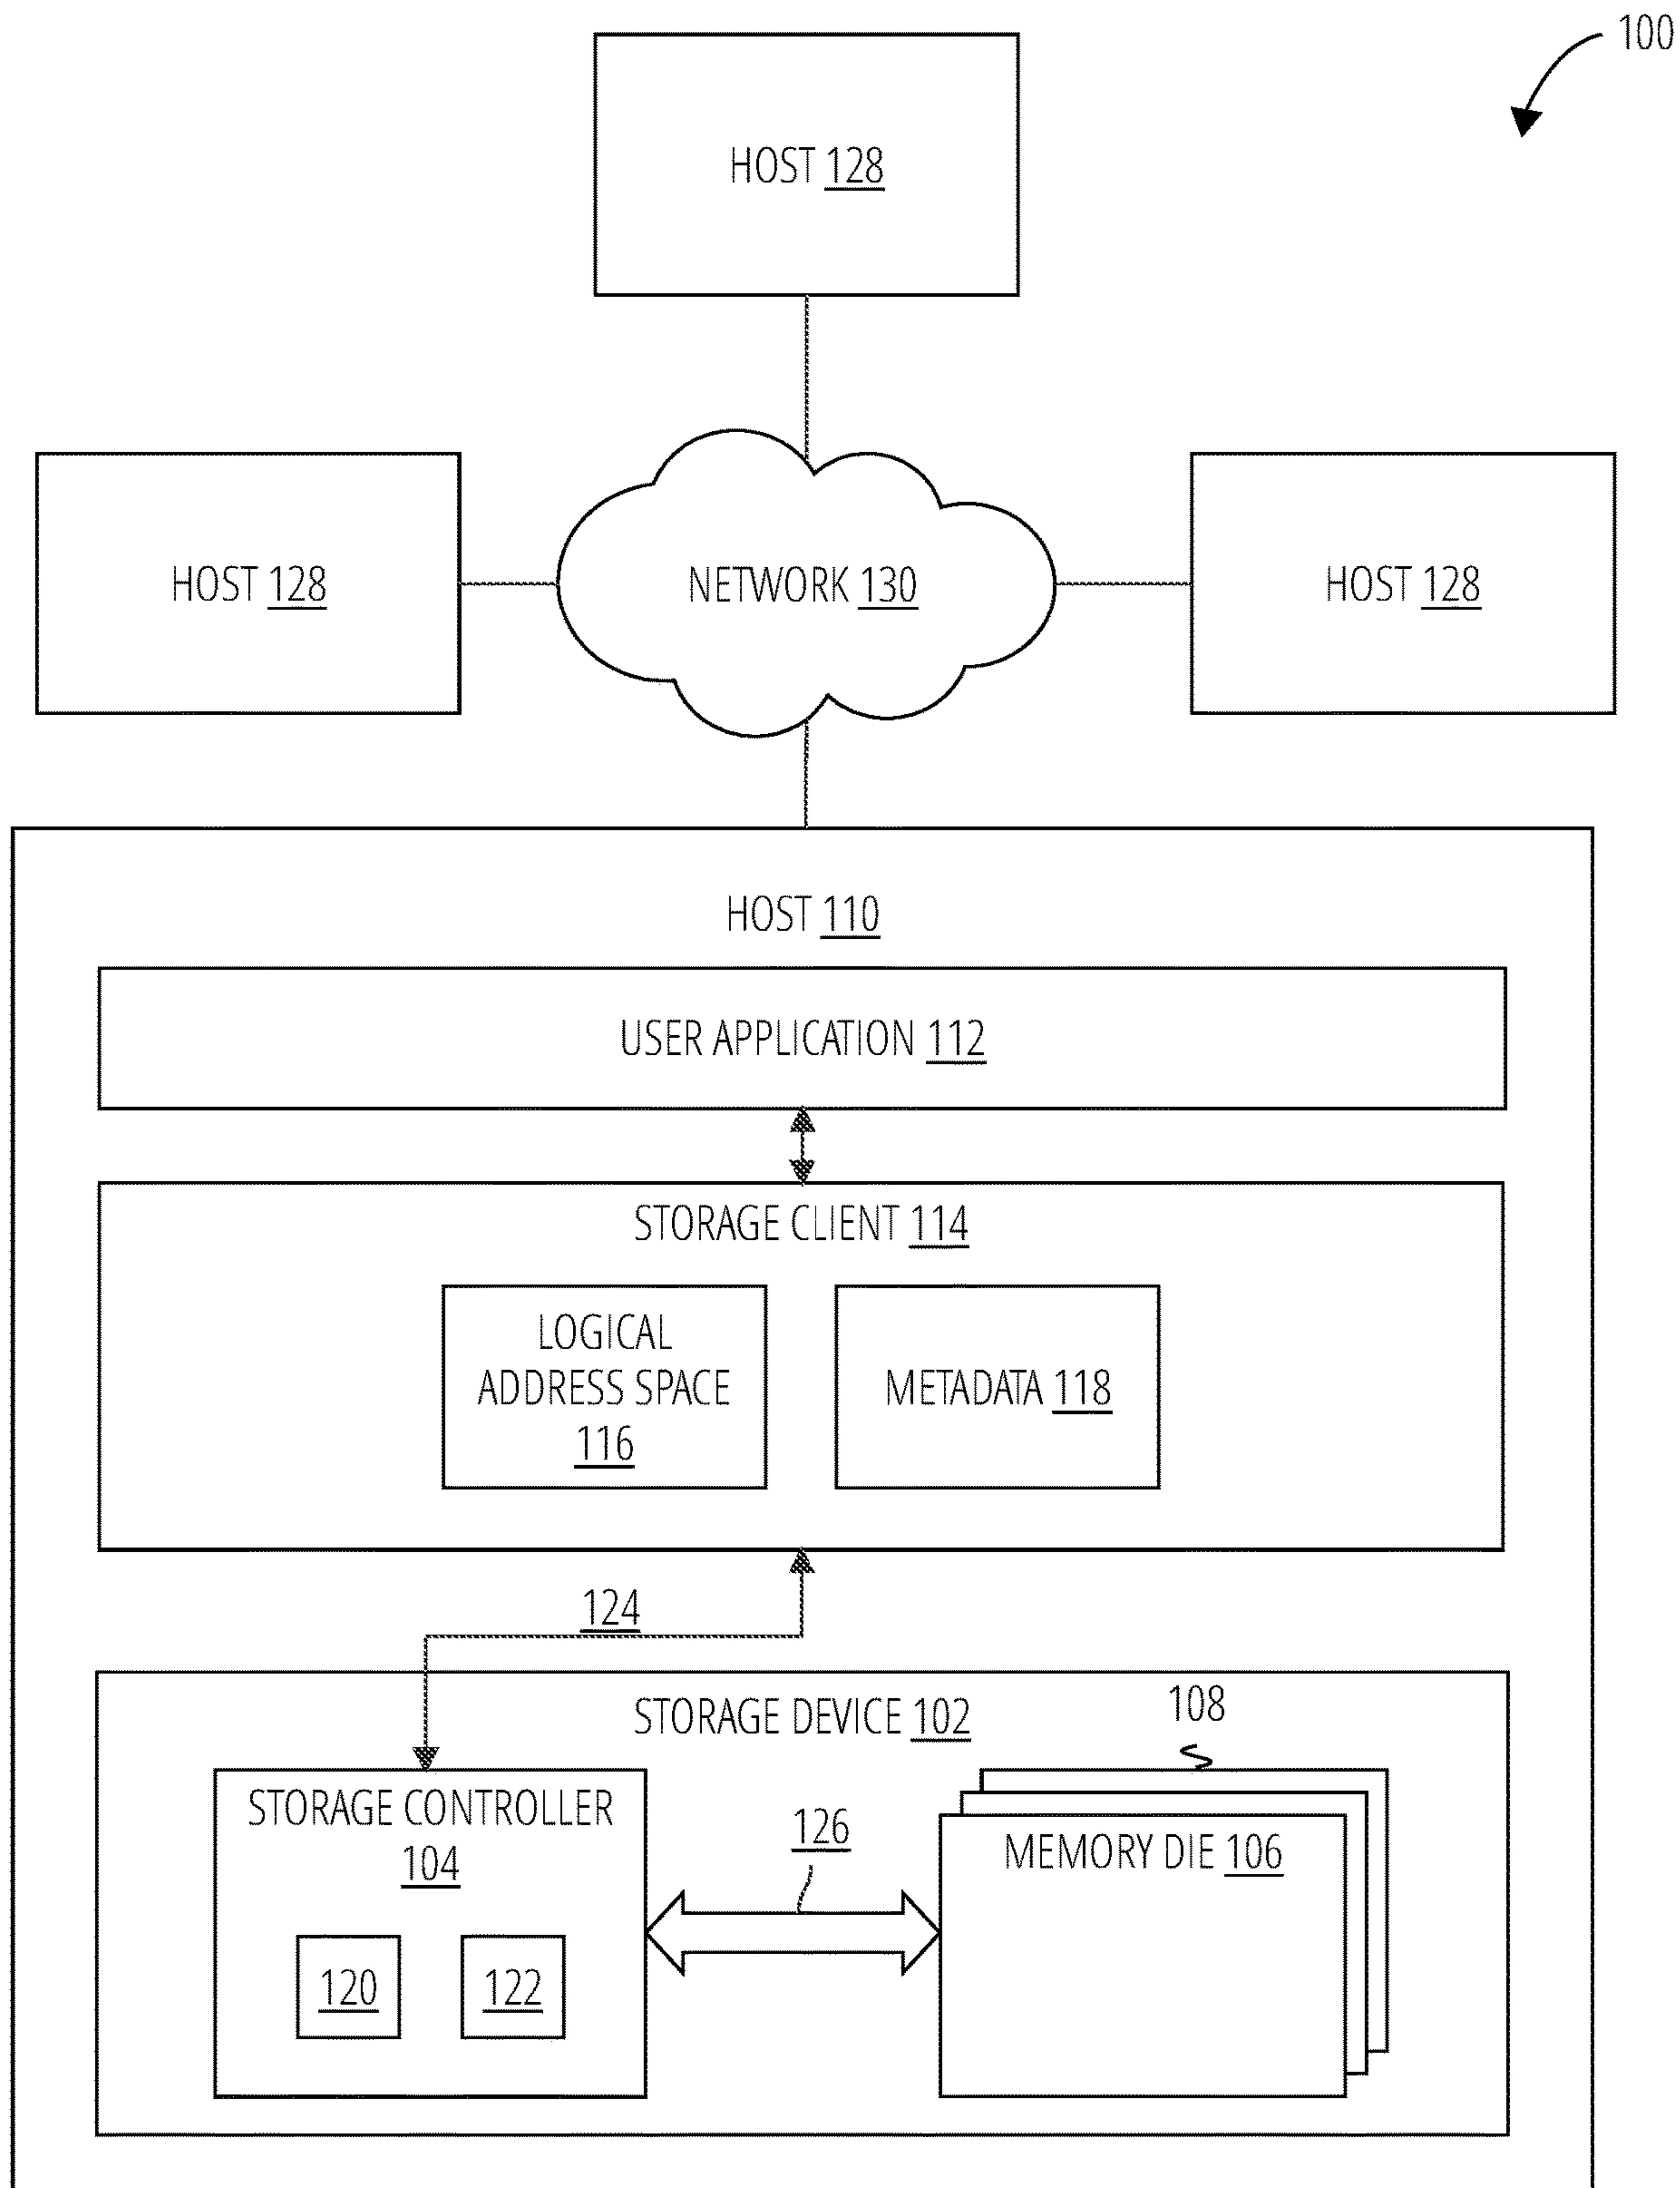 100
HOST 128
HOST 128
NETWORK 130
HOST 128
HOST 110
USER APPLICATION 112
STORAGE CLIENT 114
LOGICAL
ADDRESS SPACE
116
METADATA 118
124
STORAGE DEVICE 102
108
STORAGE CONTROLLER
104
126
MEMORY DIE 106
120
122